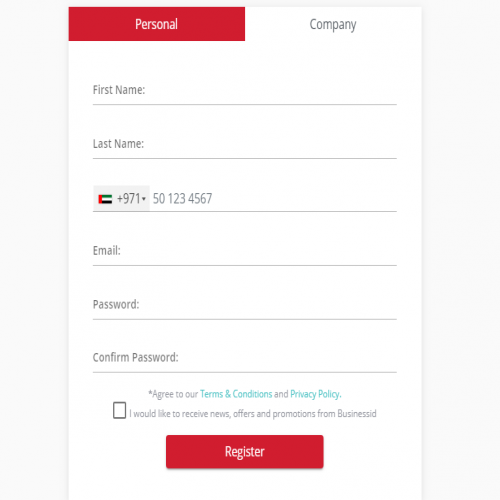 Personal Company
First Name:
Last Name:
+971 50 123 4567
Email:
Password:
Confirm Password:
*Agree to our Terms & Conditions and Privacy Policy.
I would like to receive news, offers and promotions from Businessid
Register